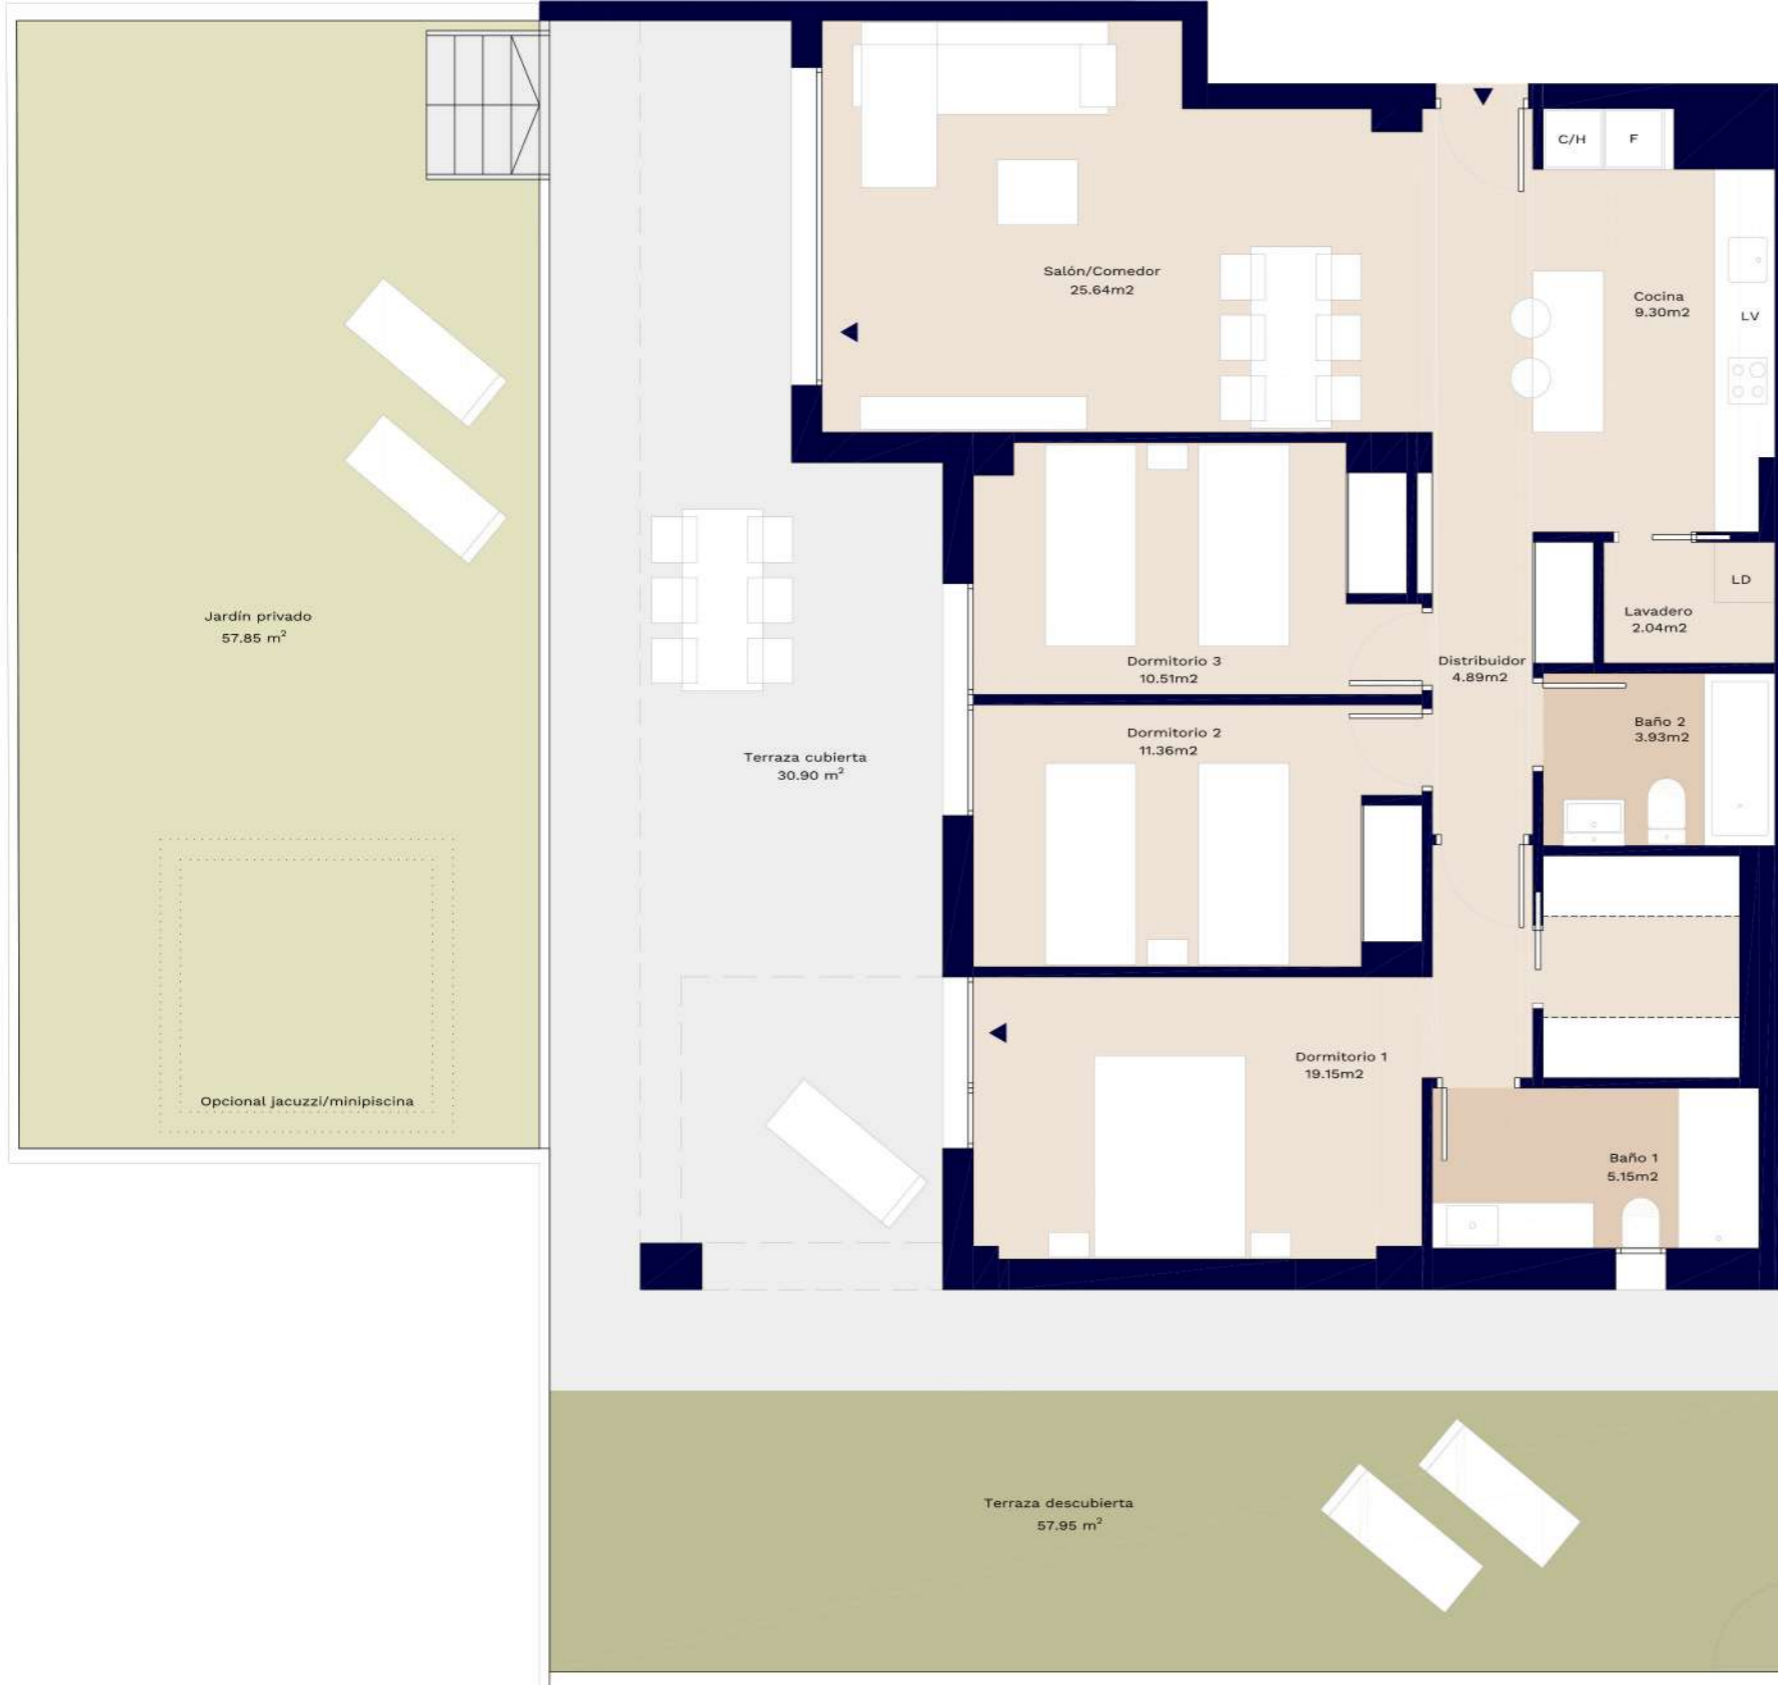 C/H
F
Salón/Comedor
25.64m2
Cocina
9.30m2
LV
LD
Lavadero
2.04m2
Jardín privado
57.85 m²
Dormitorio 3
10.51m2
Distribuidor
4.89m2
Baño 2
3.93m2
Dormitorio 2
11.36m2
Terraza cubierta
30.90 m²
Dormitorio 1
19.15m2
Opcional jacuzzi/minipiscina
Baño 1
5.15m2
Terraza descubierta
57.95 m²